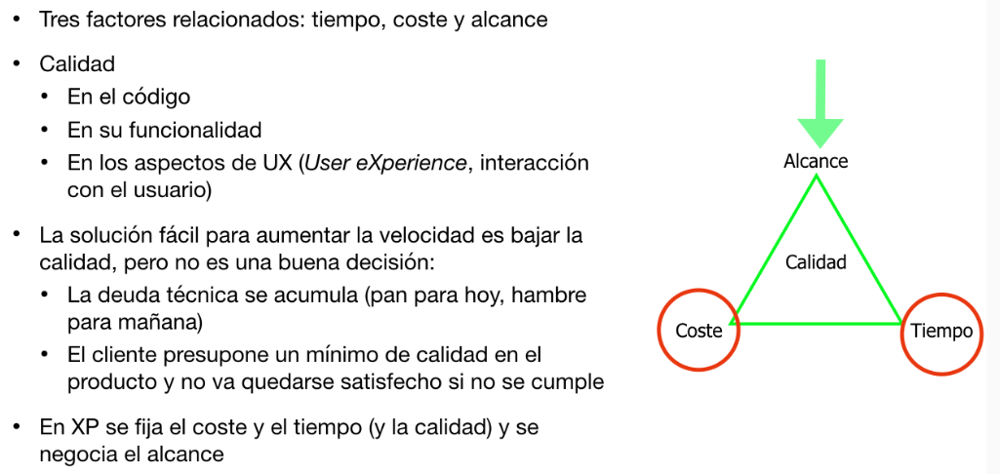 • Tres factores relacionados: tiempo, coste y alcance
• Calidad
• En el código
• En su funcionalidad
• En los aspectos de UX (User eXperience, interacción
con el usuario)
• La solución fácil para aumentar la velocidad es bajar la
calidad, pero no es una buena decisión:
• La deuda técnica se acumula (pan para hoy, hambre
para mañana)
• El cliente presupone un mínimo de calidad en el
producto y no va quedarse satisfecho si no se cumple
• En XP se fija el coste y el tiempo (y la calidad) y se
negocia el alcance
Alcance
Calidad
Coste
Tiempo